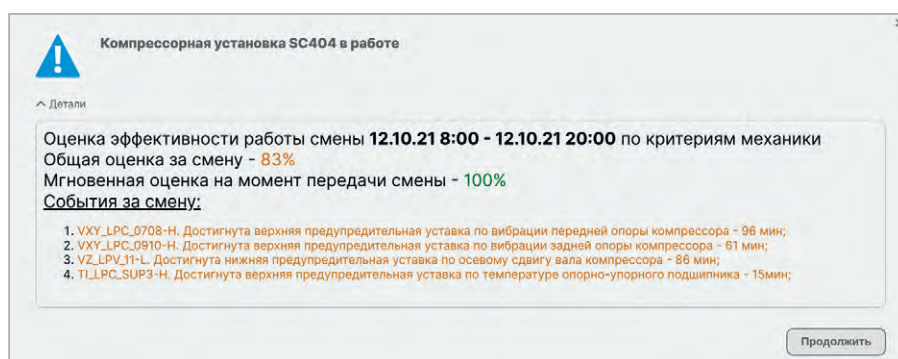 Компрессорная установка SC404 в работе
Детали
Оценка эффективности работы смены 12.10.21 8:00 - 12.10.21 20:00 по критериям механики
Общая оценка за смену - 83%
Мгновенная оценка на момент передачи смены - 100%
События за смену:
1. VXY_LPC_0708-H. Достигнута верхняя предупредительная уставка по вибрации передней опоры компрессора - 96 мин;
2. VXY_LPC_0910-H. Достигнута верхняя предупредительная уставка по вибрации задней опоры компрессора - 61 мин;
3. VZ_LPV_11-L. Достигнута нижняя предупредительная уставка по осевому сдвигу вала компрессора - 86 мин;
4. TI_LPC_SUP3-H. Достигнута верхняя предупредительная уставка по температуре опорно-упорного подшипника - 15мин;
Продолжить